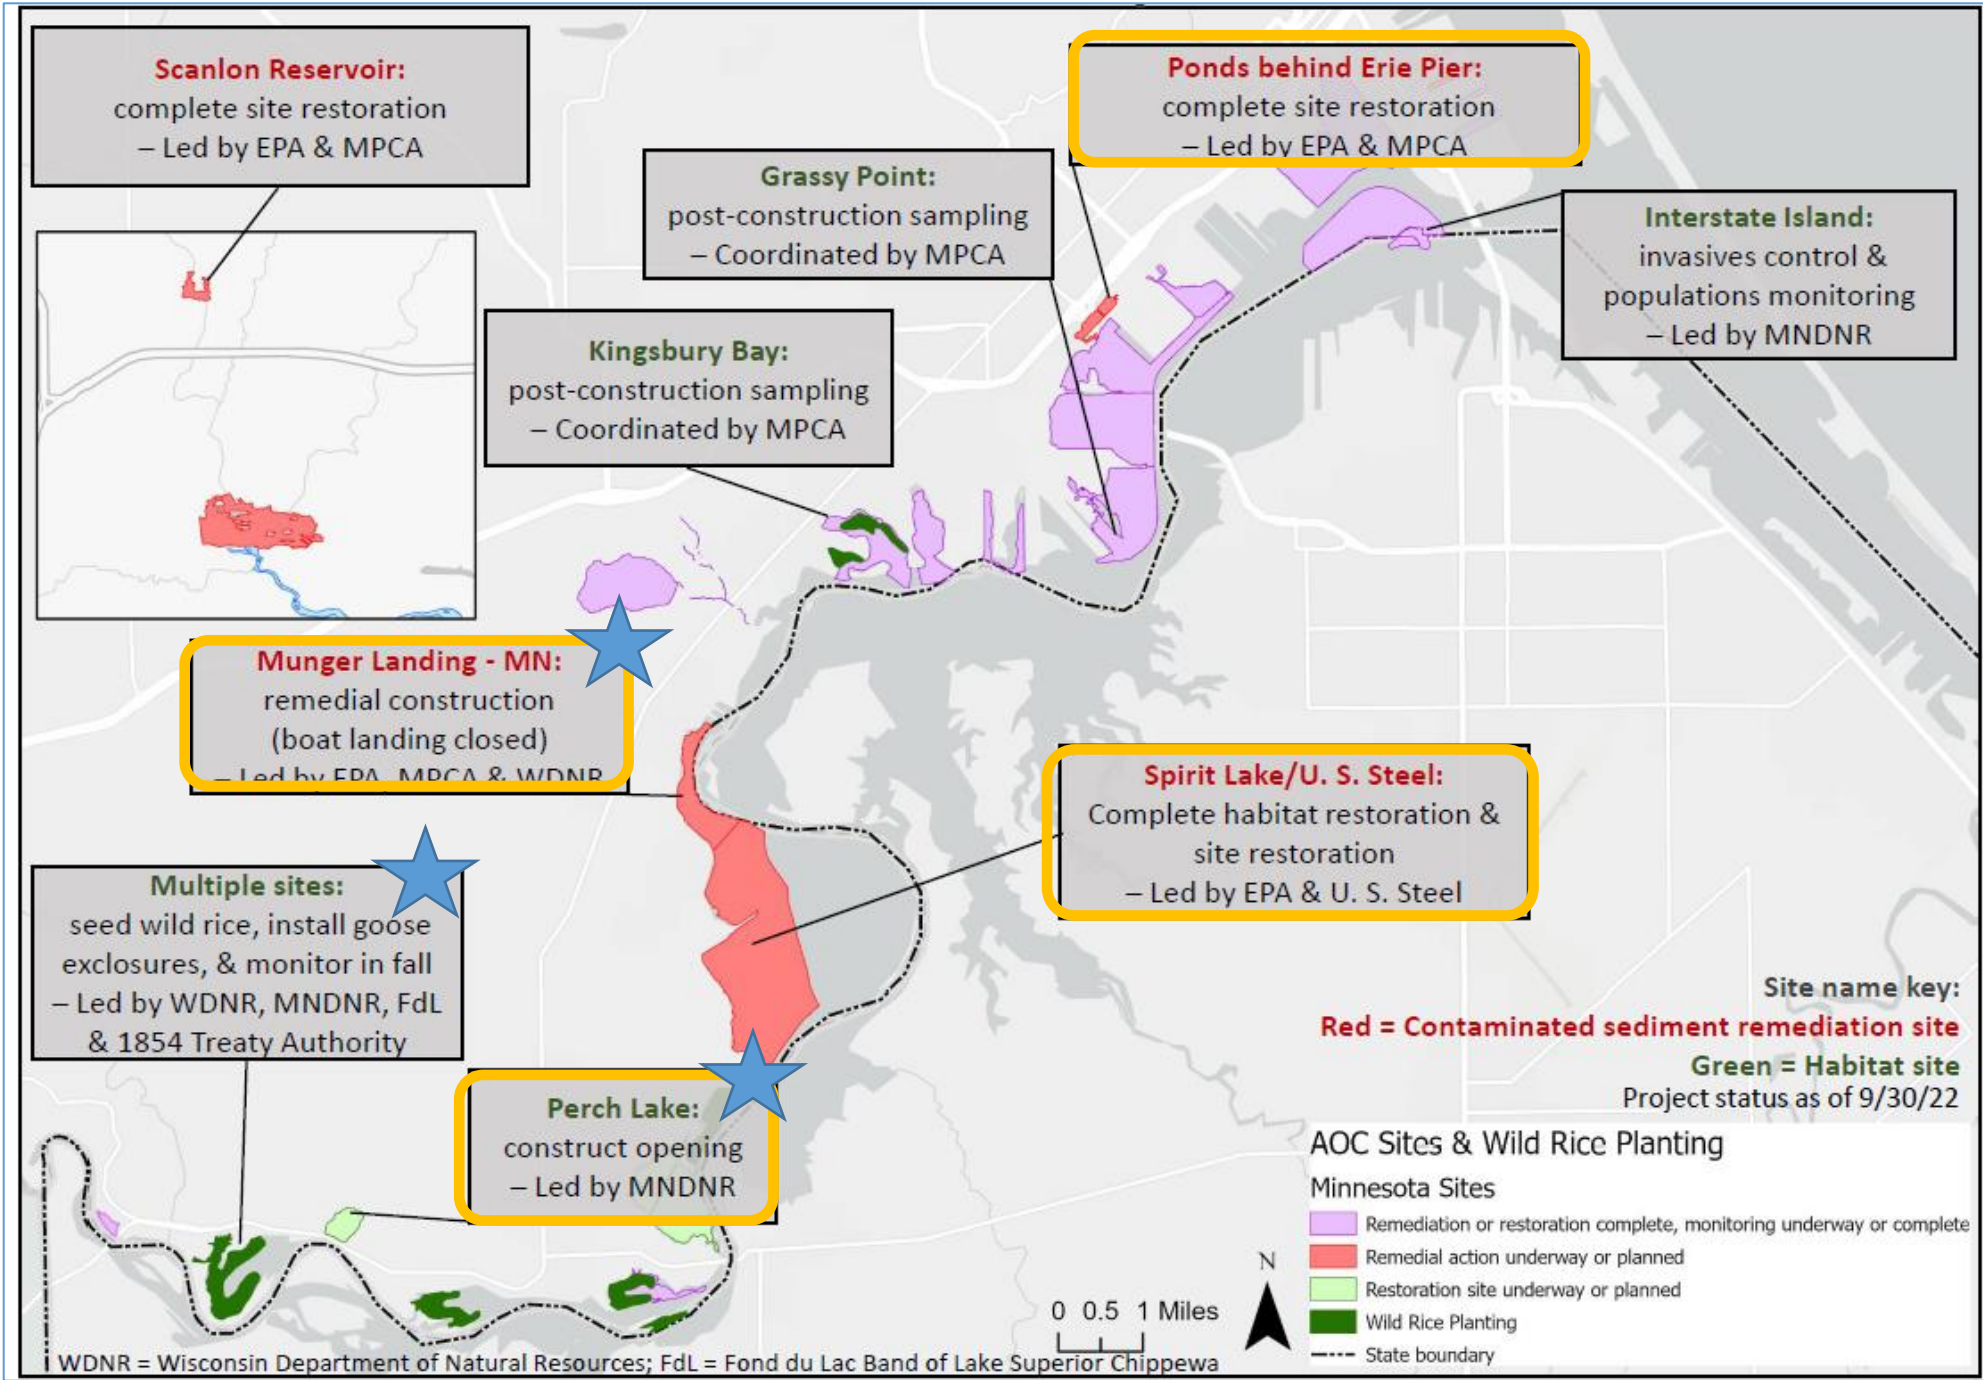 Scanlon Reservoir:
complete site restoration
– Led by EPA & MPCA
Ponds behind Erie Pier:
complete site restoration
– Led by EPA & MPCA
Grassy Point:
post-construction sampling
– Coordinated by MPCA
Interstate Island:
invasives control &
populations monitoring
– Led by MNDNR
Kingsbury Bay:
post-construction sampling
– Coordinated by MPCA
Munger Landing - MN:
remedial construction
(boat landing closed)
– Led by EPA, MPCA & WDNR
Spirit Lake/U. S. Steel:
Complete habitat restoration &
site restoration
– Led by EPA & U. S. Steel
Multiple sites:
seed wild rice, install goose
exclosures, & monitor in fall
– Led by WDNR, MNDNR, FdL
& 1854 Treaty Authority
Perch Lake:
construct opening
– Led by MNDNR
Site name key:
Red = Contaminated sediment remediation site
Green = Habitat site
Project status as of 9/30/22
AOC Sites & Wild Rice Planting
Minnesota Sites
Remediation or restoration complete, monitoring underway or complete
Remedial action underway or planned
Restoration site underway or planned
Wild Rice Planting
State boundary
N
0 0.5 1 Miles
WDNR = Wisconsin Department of Natural Resources; FdL = Fond du Lac Band of Lake Superior Chippewa